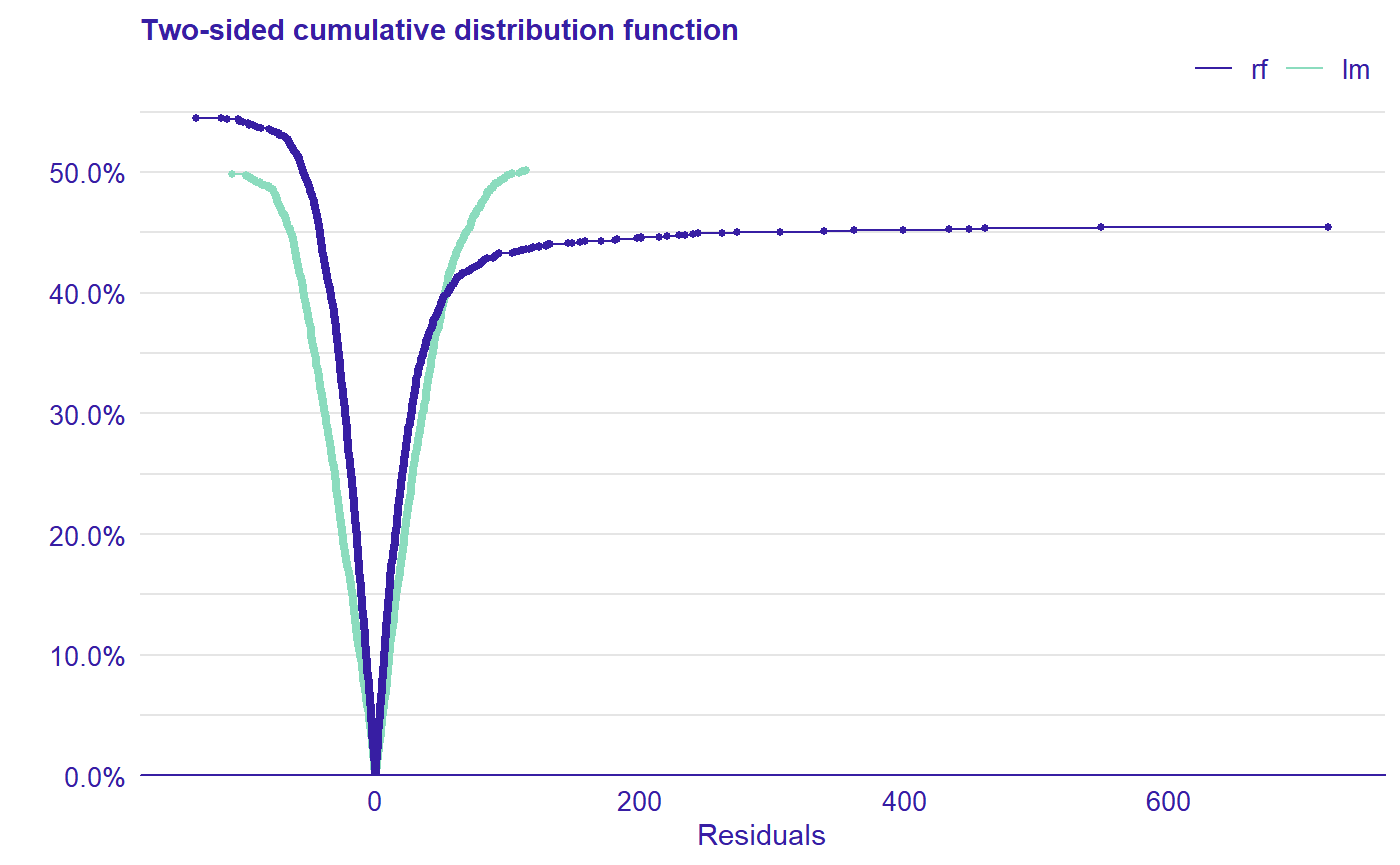 Two-sided cumulative distribution function
rf lm
50.0%
40.0%
30.0%
20.0%
10.0%
0.0%
0 200 400 600
Residuals